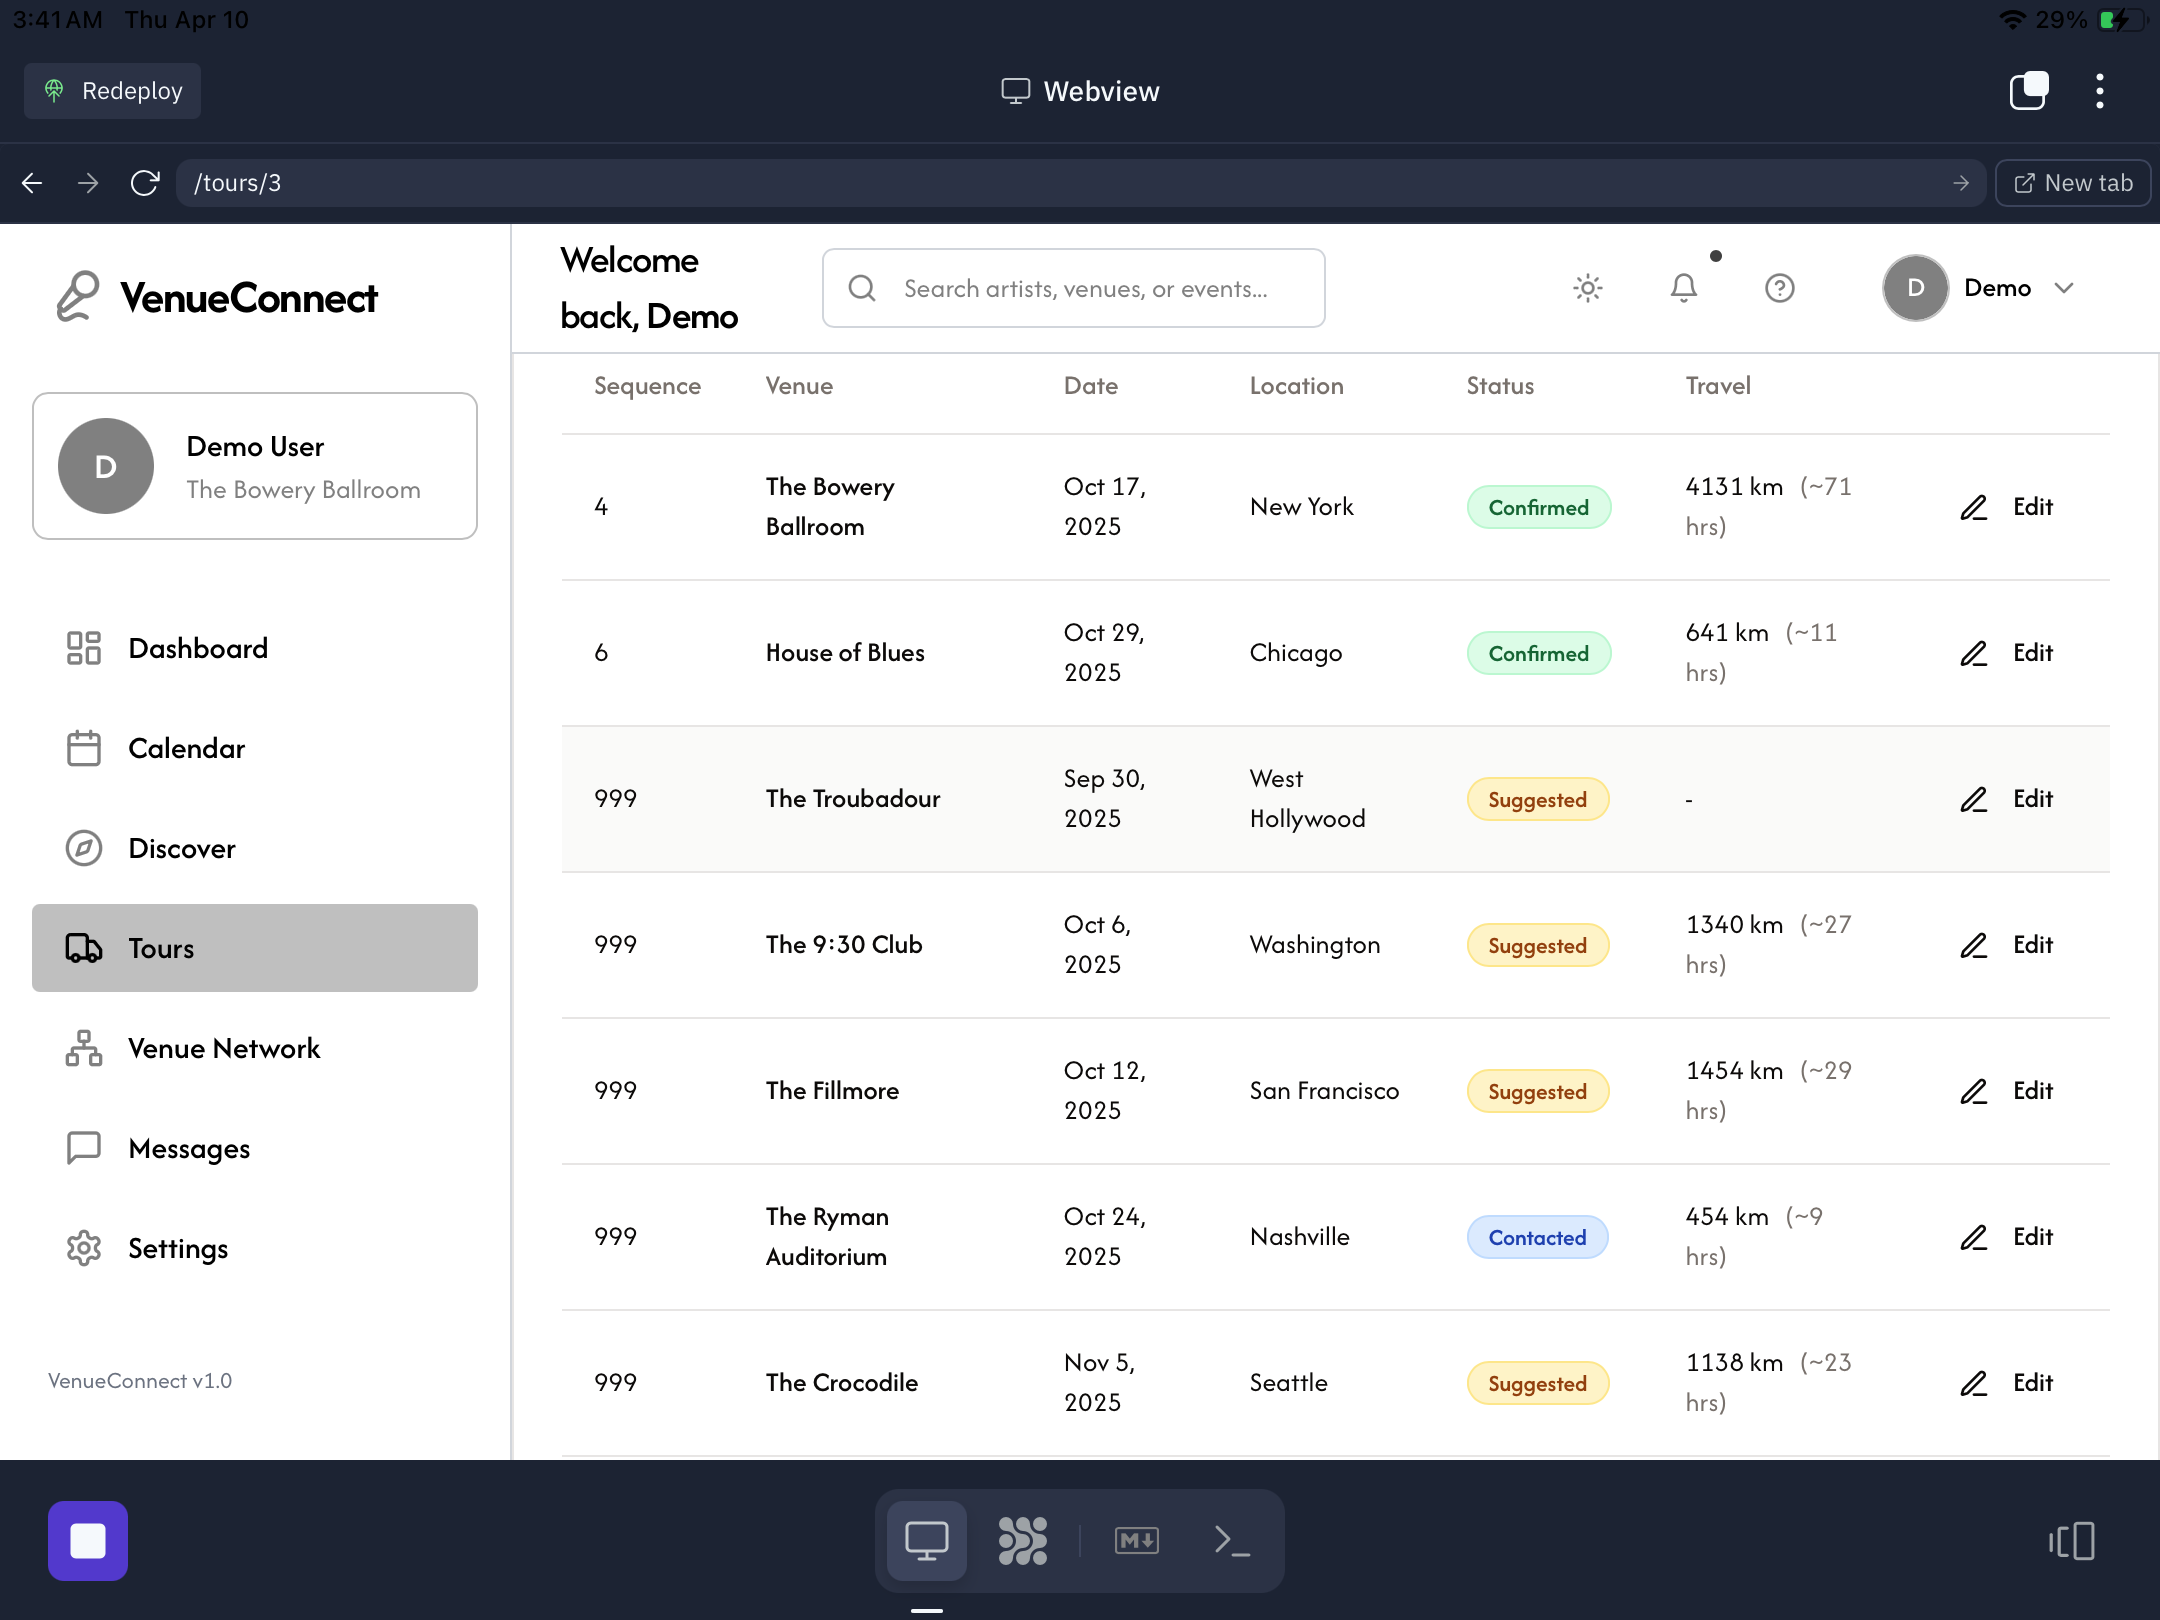 3:41 AM Thu Apr 10
29%
Redeploy
Webview
/tours/3
New tab
VenueConnect
Welcome
back, Demo
Search artists, venues, or events...
D
Demo
D
Demo User
The Bowery Ballroom
Dashboard
Calendar
Discover
Tours
Venue Network
Messages
Settings
VenueConnect v1.0
Sequence Venue Date Location Status Travel
4 The Bowery Ballroom Oct 17, 2025 New York Confirmed 4131 km (~71 hrs) Edit
6 House of Blues Oct 29, 2025 Chicago Confirmed 641 km (~11 hrs) Edit
999 The Troubadour Sep 30, 2025 West Hollywood Suggested - Edit
999 The 9:30 Club Oct 6, 2025 Washington Suggested 1340 km (~27 hrs) Edit
999 The Fillmore Oct 12, 2025 San Francisco Suggested 1454 km (~29 hrs) Edit
999 The Ryman Auditorium Oct 24, 2025 Nashville Contacted 454 km (~9 hrs) Edit
999 The Crocodile Nov 5, 2025 Seattle Suggested 1138 km (~23 hrs) Edit
M